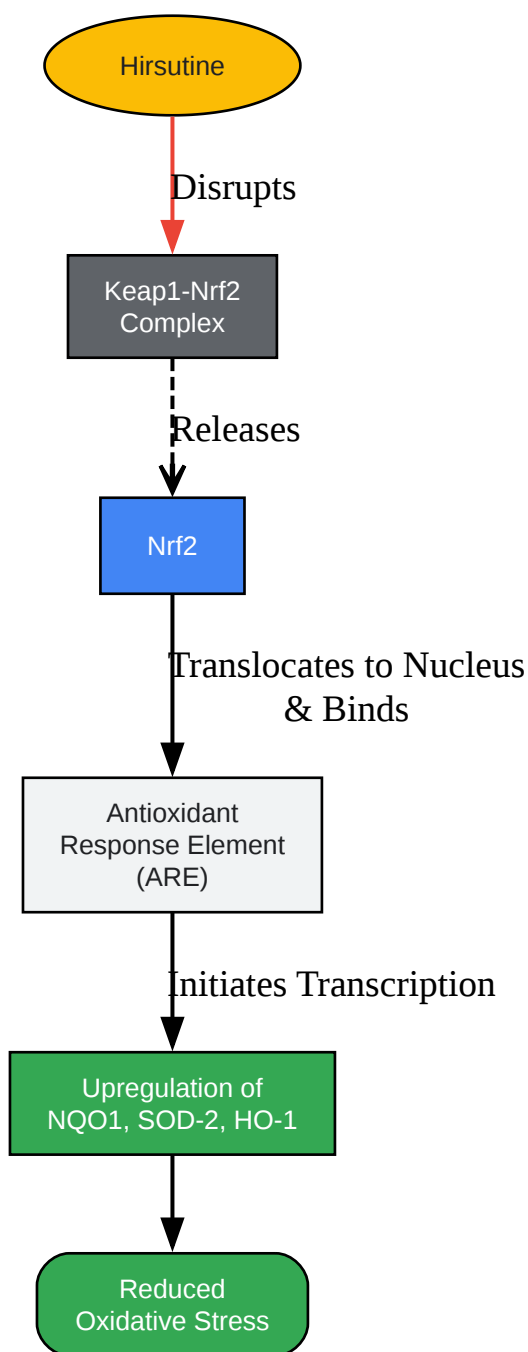 Hirsutine
Disrupts
Keap1-Nrf2
Complex
Releases
Nrf2
Translocates to Nucleus
& Binds
Antioxidant
Response Element
(ARE)
Initiates Transcription
Upregulation of
NQO1, SOD-2, HO-1
Reduced
Oxidative Stress